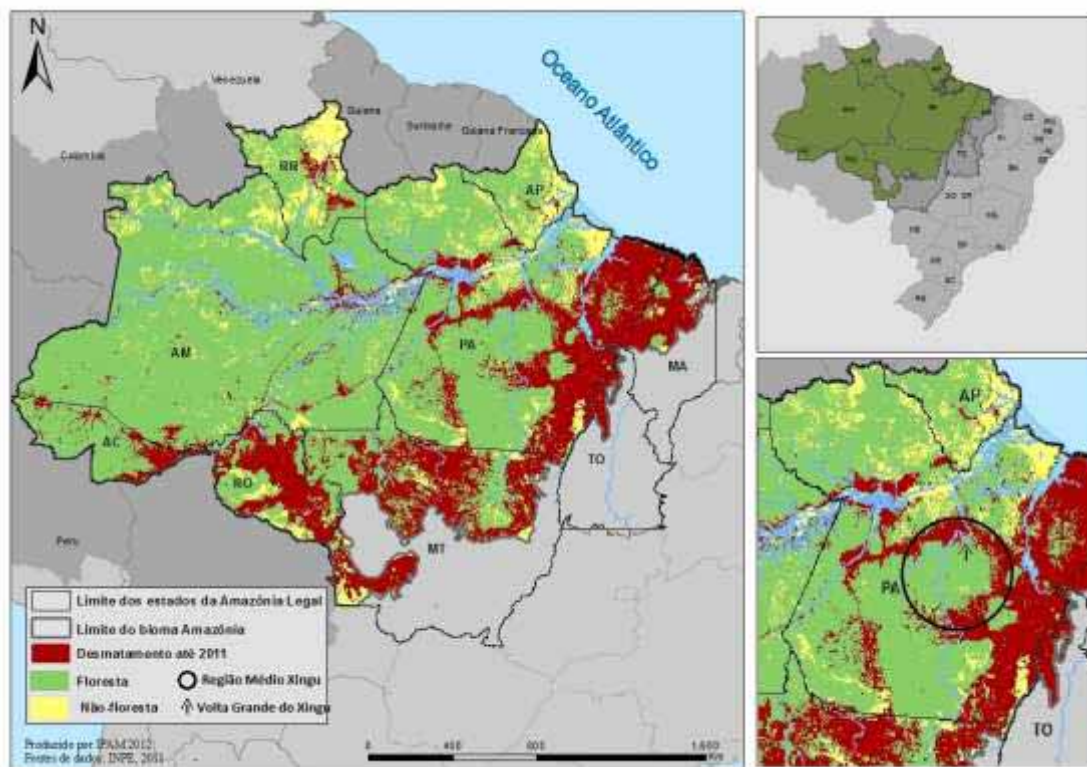 N
Venezuela
Guiana
Suriname
Guiana Francesa
Colombia
Oceano Atlântico
RR
AP
AM
PA
MA
AC
RO
TO
MT
Peru
Limite dos estados da Amazônia Legal
Limite do bioma Amazônia
Desmatamento até 2011
Floresta
Região Médio Xingu
Não-floresta
Volta Grande do Xingu
Produzido por IPAM 2012
Fontes de dados: INPE, 2011
0
400
800
1.600
Km
AP
PA
TO